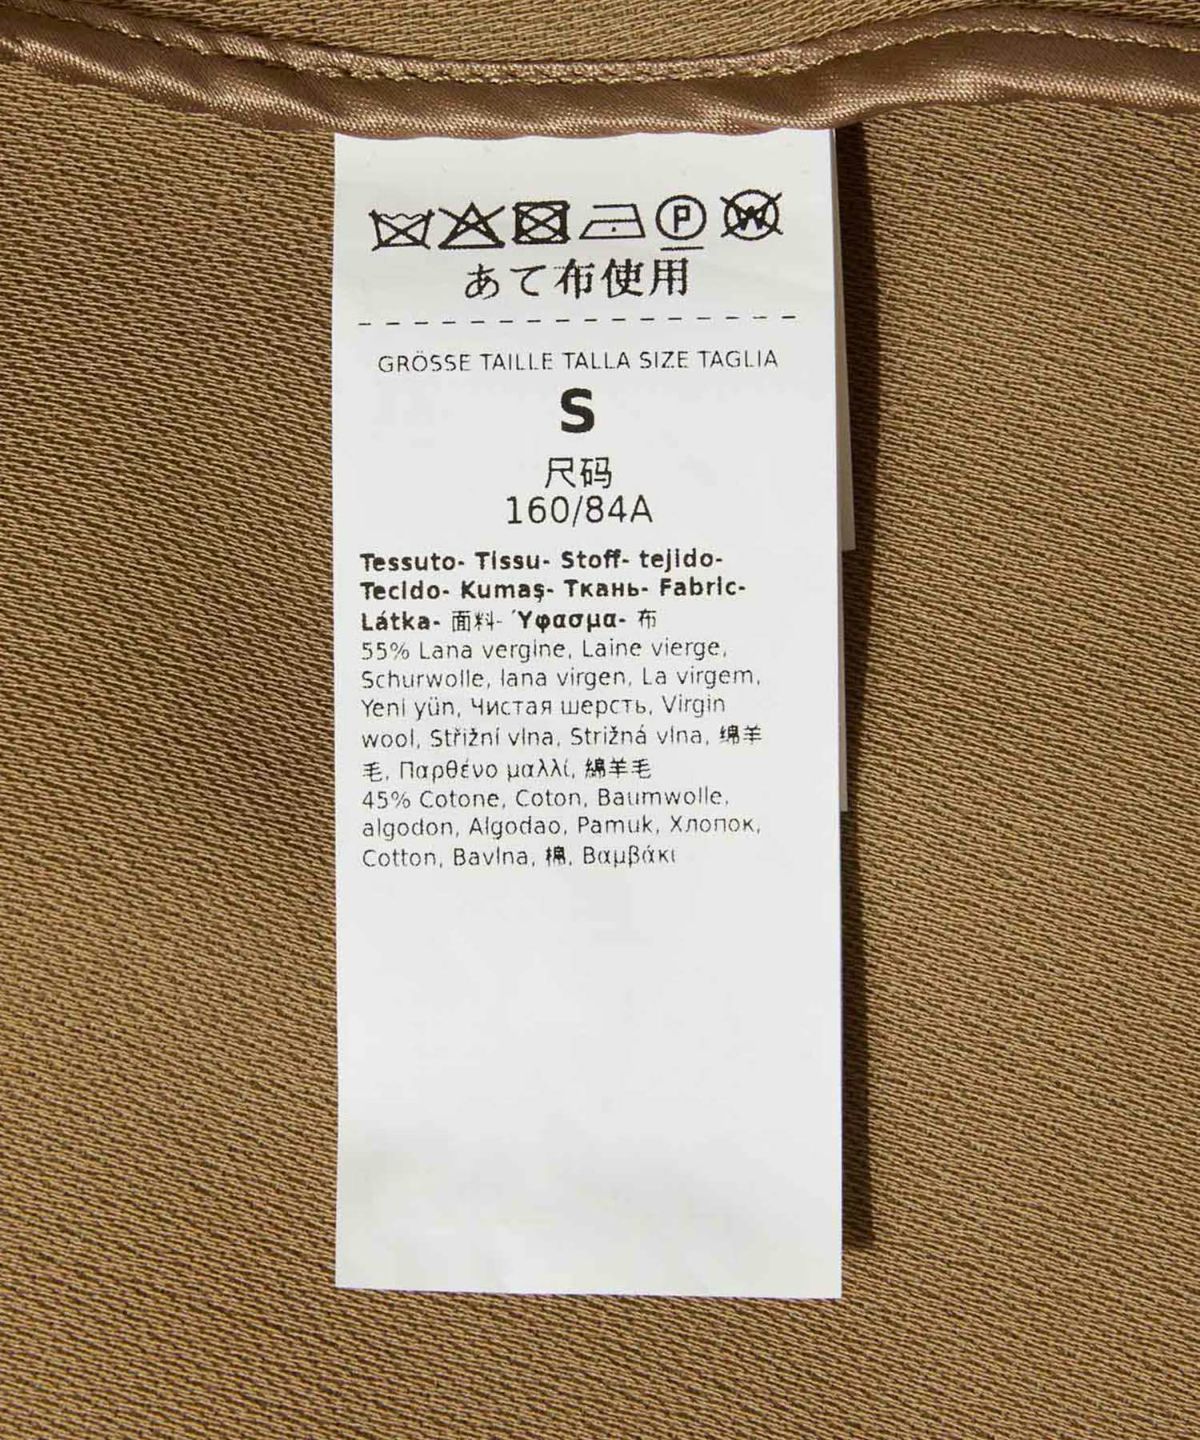 P W
あて布使用
GRÖSSE TAILLE TALLA SIZE TAGLIA
S
尺码
160/84A
Tessuto- Tissu- Stoff- tejido-
Tecido- Kumaş- Ткань- Fabric-
Látka- 面料- Ύφασμα- 布
55% Lana vergine, Laine vierge,
Schurwolle, lana virgen, La virgem,
Yeni yün, Чистая шерсть, Virgin
wool, Střižní vlna, Strižná vlna, 绵羊
毛, Παρθένο μαλλί, 綿羊毛
45% Cotone, Coton, Baumwolle,
algodon, Algodao, Pamuk, Хлопок,
Cotton, Bavlna, 棉, Βαμβάκι